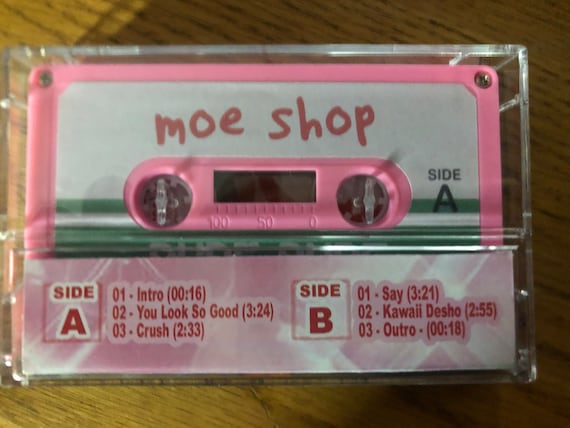 moe shop
SIDE
A
100 50 0
SIDE
A
01 - Intro (00:16)
02 - You Look So Good (3:24)
03 - Crush (2:33)
SIDE
B
01 - Say (3:21)
02 - Kawaii Desho (2:55)
03 - Outro - (00:18)